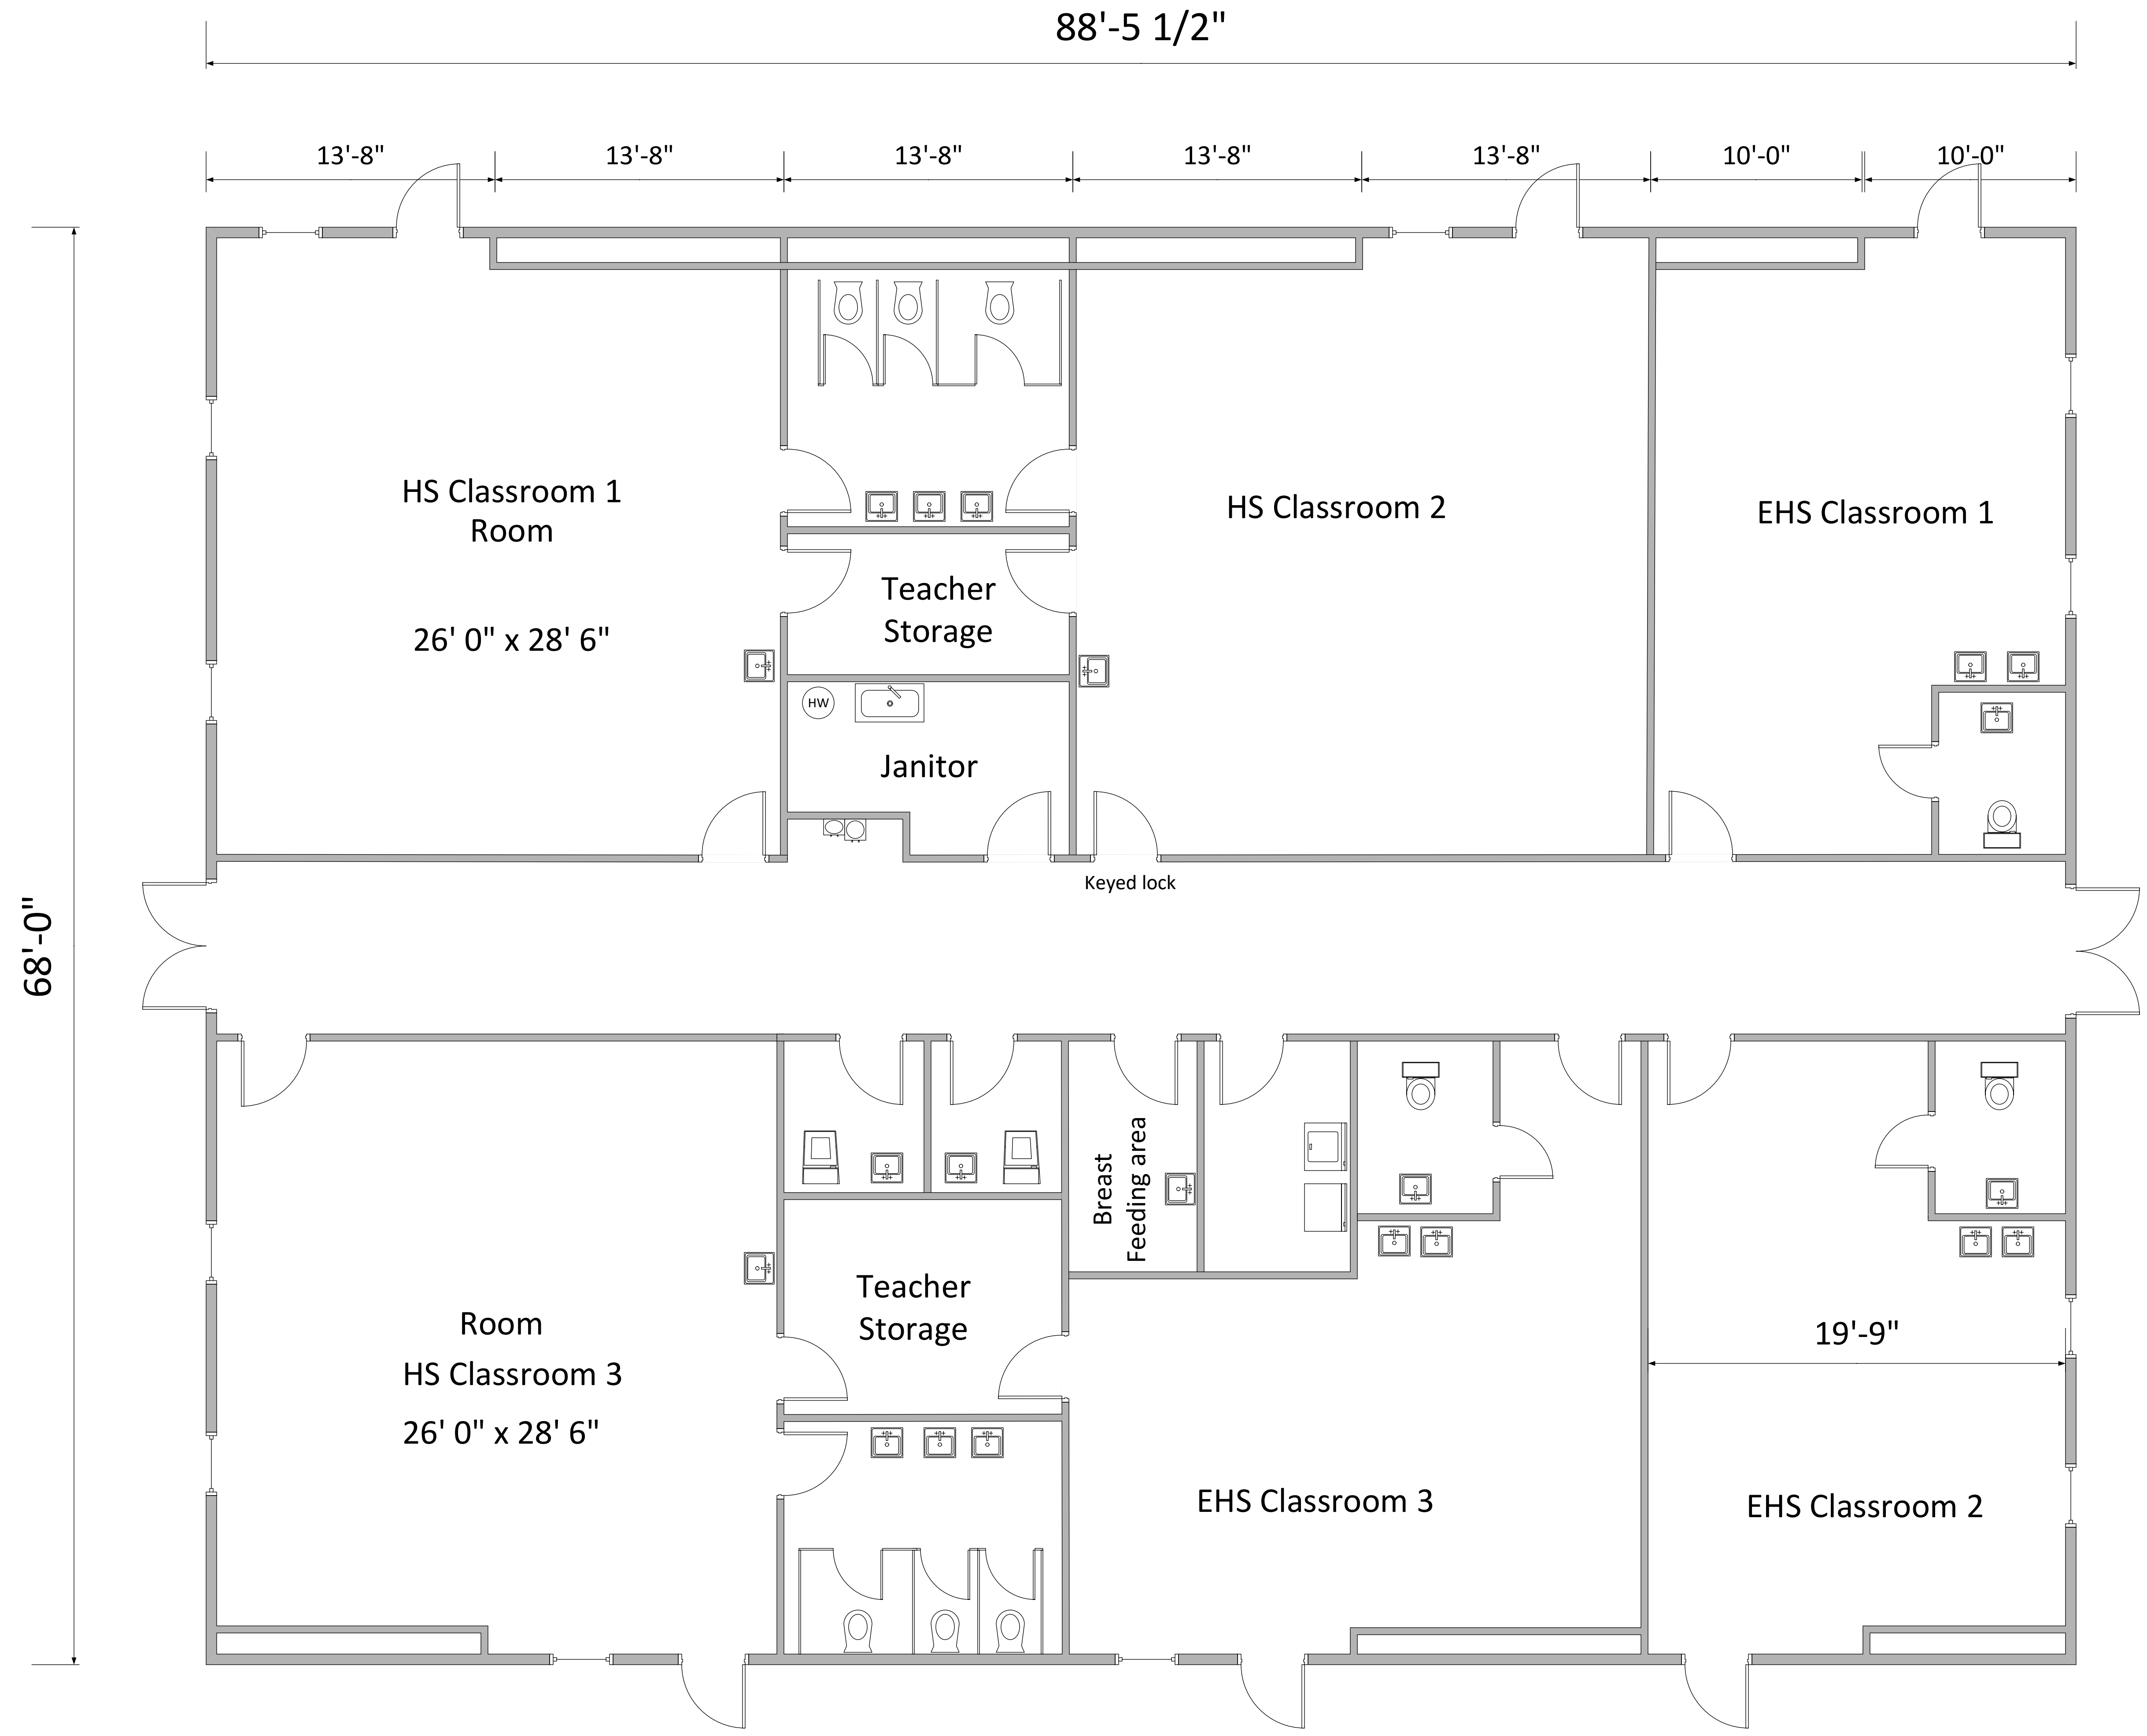 88'-5 1/2"
13'-8"
13'-8"
13'-8"
13'-8"
13'-8"
10'-0"
10'-0"
HS Classroom 1
Room
26' 0" x 28' 6"
HS Classroom 2
EHS Classroom 1
Teacher
Storage
HW
Janitor
Keyed lock
68'-0"
Breast
Feeding area
Teacher
Storage
Room
HS Classroom 3
26' 0" x 28' 6"
19'-9"
EHS Classroom 3
EHS Classroom 2